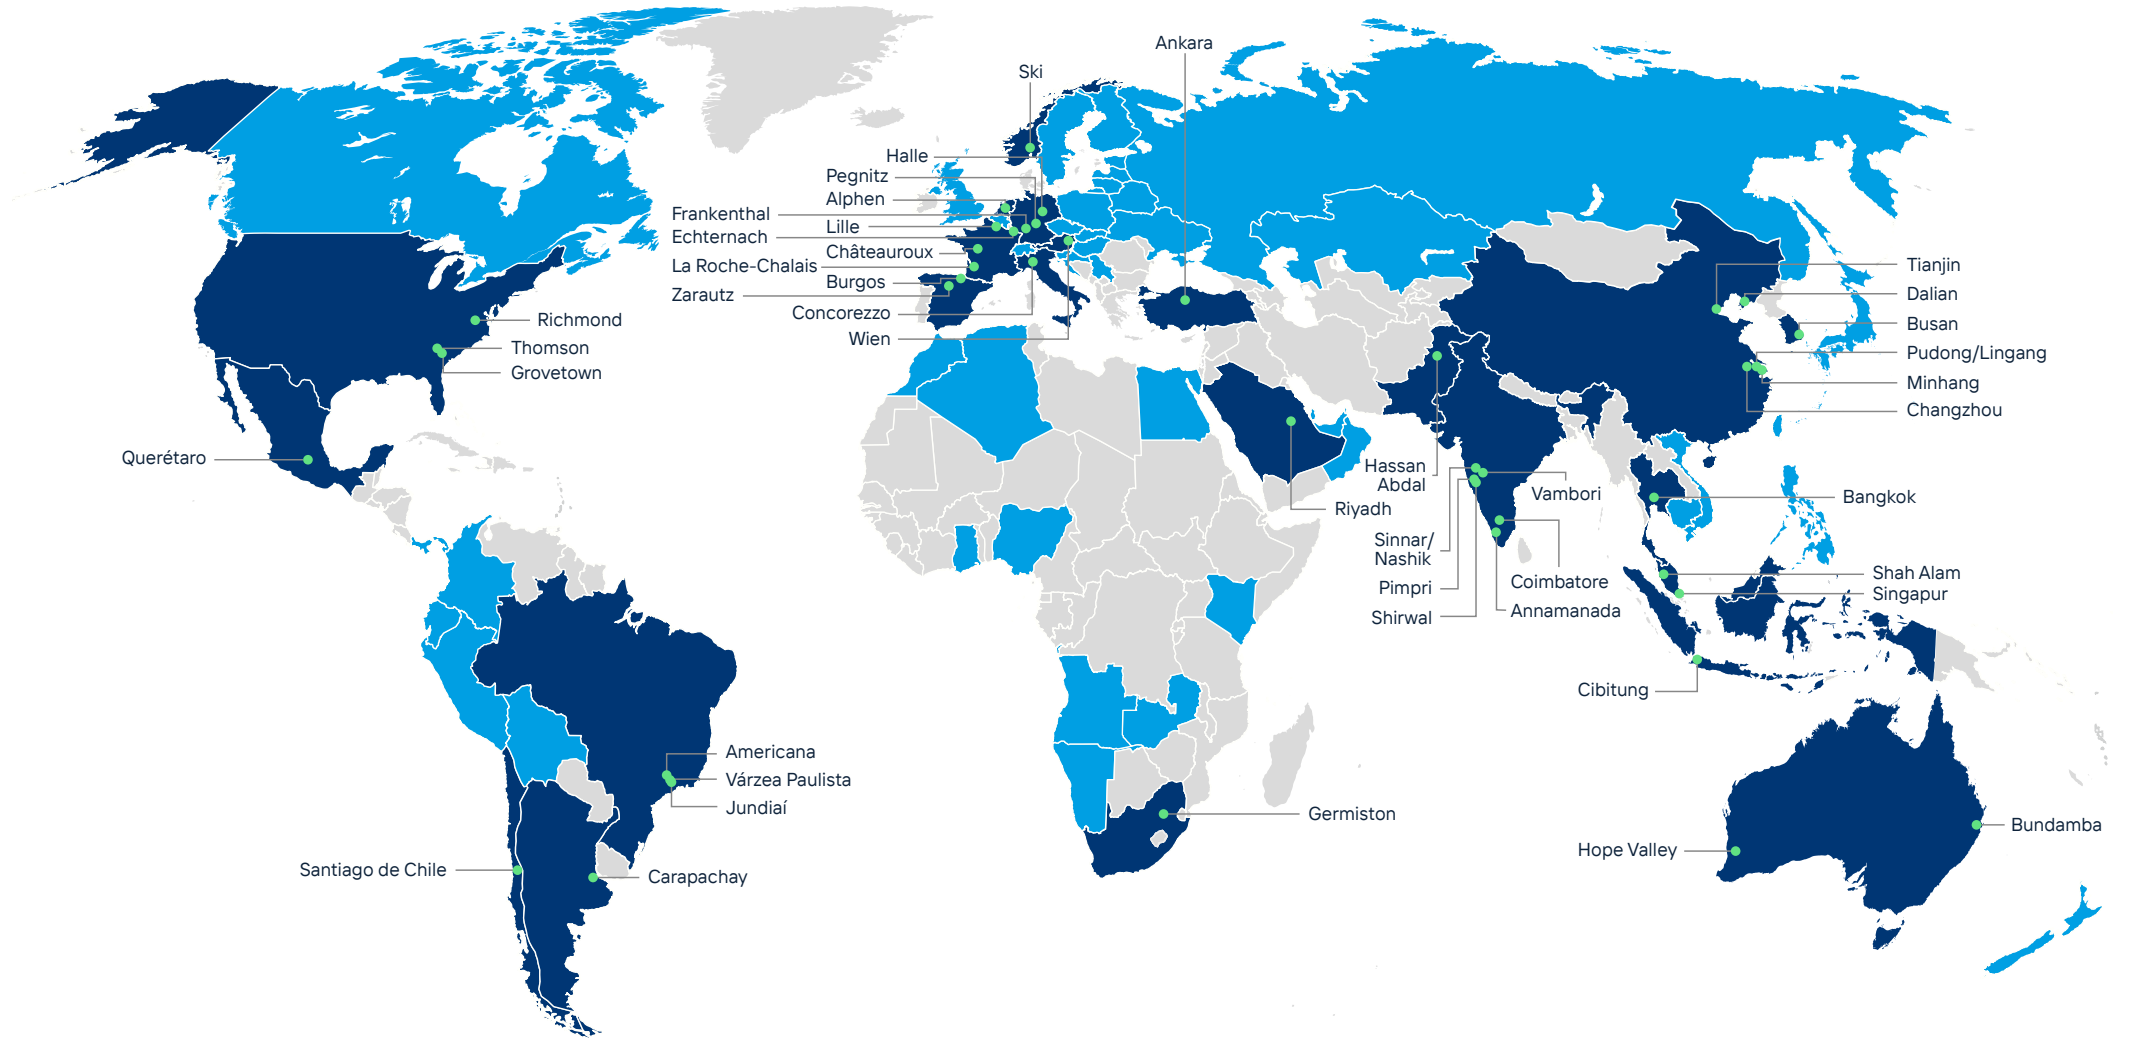 Ankara
Ski
Halle
Pegnitz
Alphen
Frankenthal
Lille
Echternach
Châteauroux
La Roche-Chalais
Burgos
Zarautz
Concorezzo
Wien
Richmond
Thomson
Grovetown
Querétaro
Americana
Várzea Paulista
Jundiaí
Santiago de Chile
Carapachay
Germiston
Riyadh
Hassan
Abdal
Sinnar/
Nashik
Pimpri
Shirwal
Vambori
Coimbatore
Annamanada
Tianjin
Dalian
Busan
Pudong/Lingang
Minhang
Changzhou
Bangkok
Shah Alam
Singapur
Cibitung
Hope Valley
Bundamba